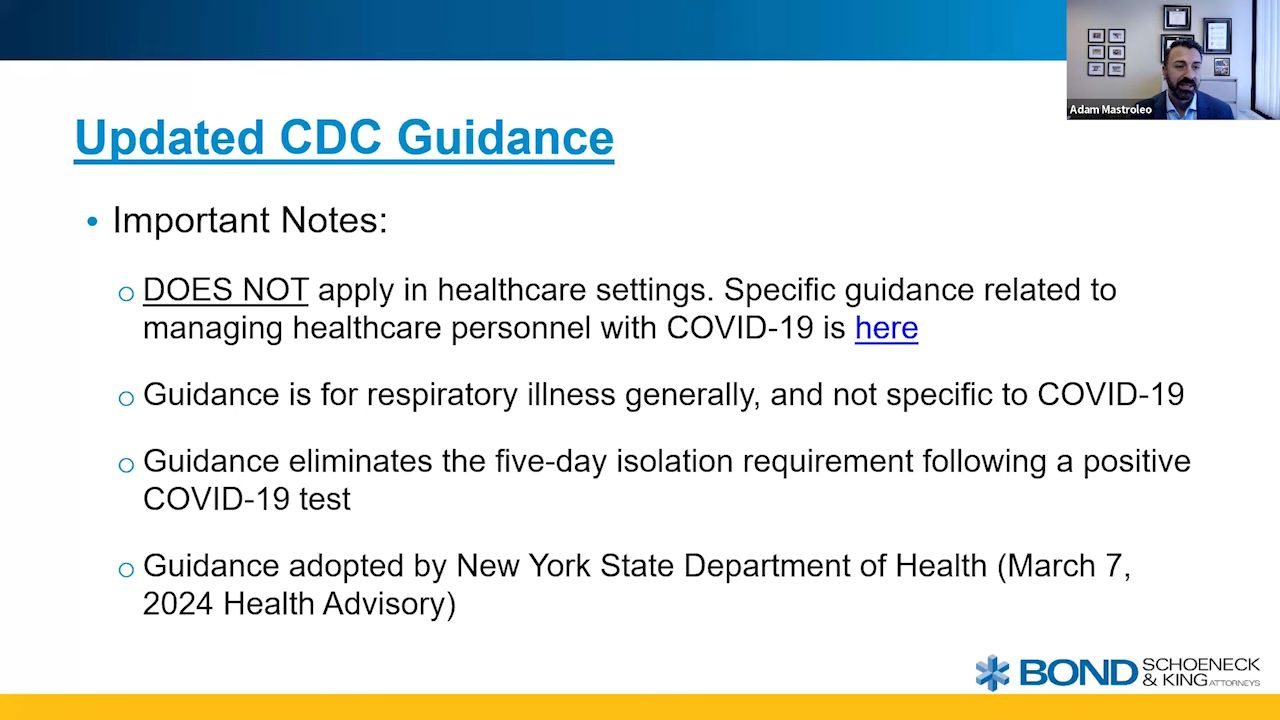 Adam Mastroleo
Updated CDC Guidance
• Important Notes:
o DOES NOT apply in healthcare settings. Specific guidance related to
managing healthcare personnel with COVID-19 is here
o Guidance is for respiratory illness generally, and not specific to COVID-19
o Guidance eliminates the five-day isolation requirement following a positive
COVID-19 test
o Guidance adopted by New York State Department of Health (March 7,
2024 Health Advisory)
BOND SCHOENECK
& KING ATTORNEYS